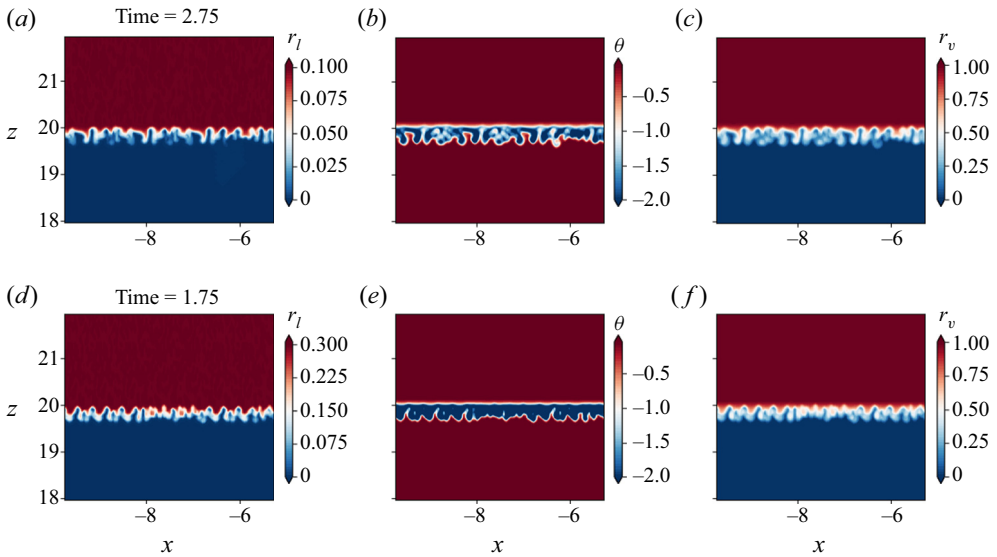 (a) Time = 2.75 (b) (c)
r_l θ r_v
21 0.100 1.00
0.075 −0.5 0.75
z 20 0.050 −1.0 0.50
19 0.025 −1.5 0.25
18 0 −2.0 0
−8 −6 −8 −6 −8 −6
(d) Time = 1.75 (e) (f)
r_l θ r_v
21 0.300 1.00
0.225 −0.5 0.75
z 20 0.150 −1.0 0.50
19 0.075 −1.5 0.25
18 0 −2.0 0
−8 −6 −8 −6 −8 −6
x x x